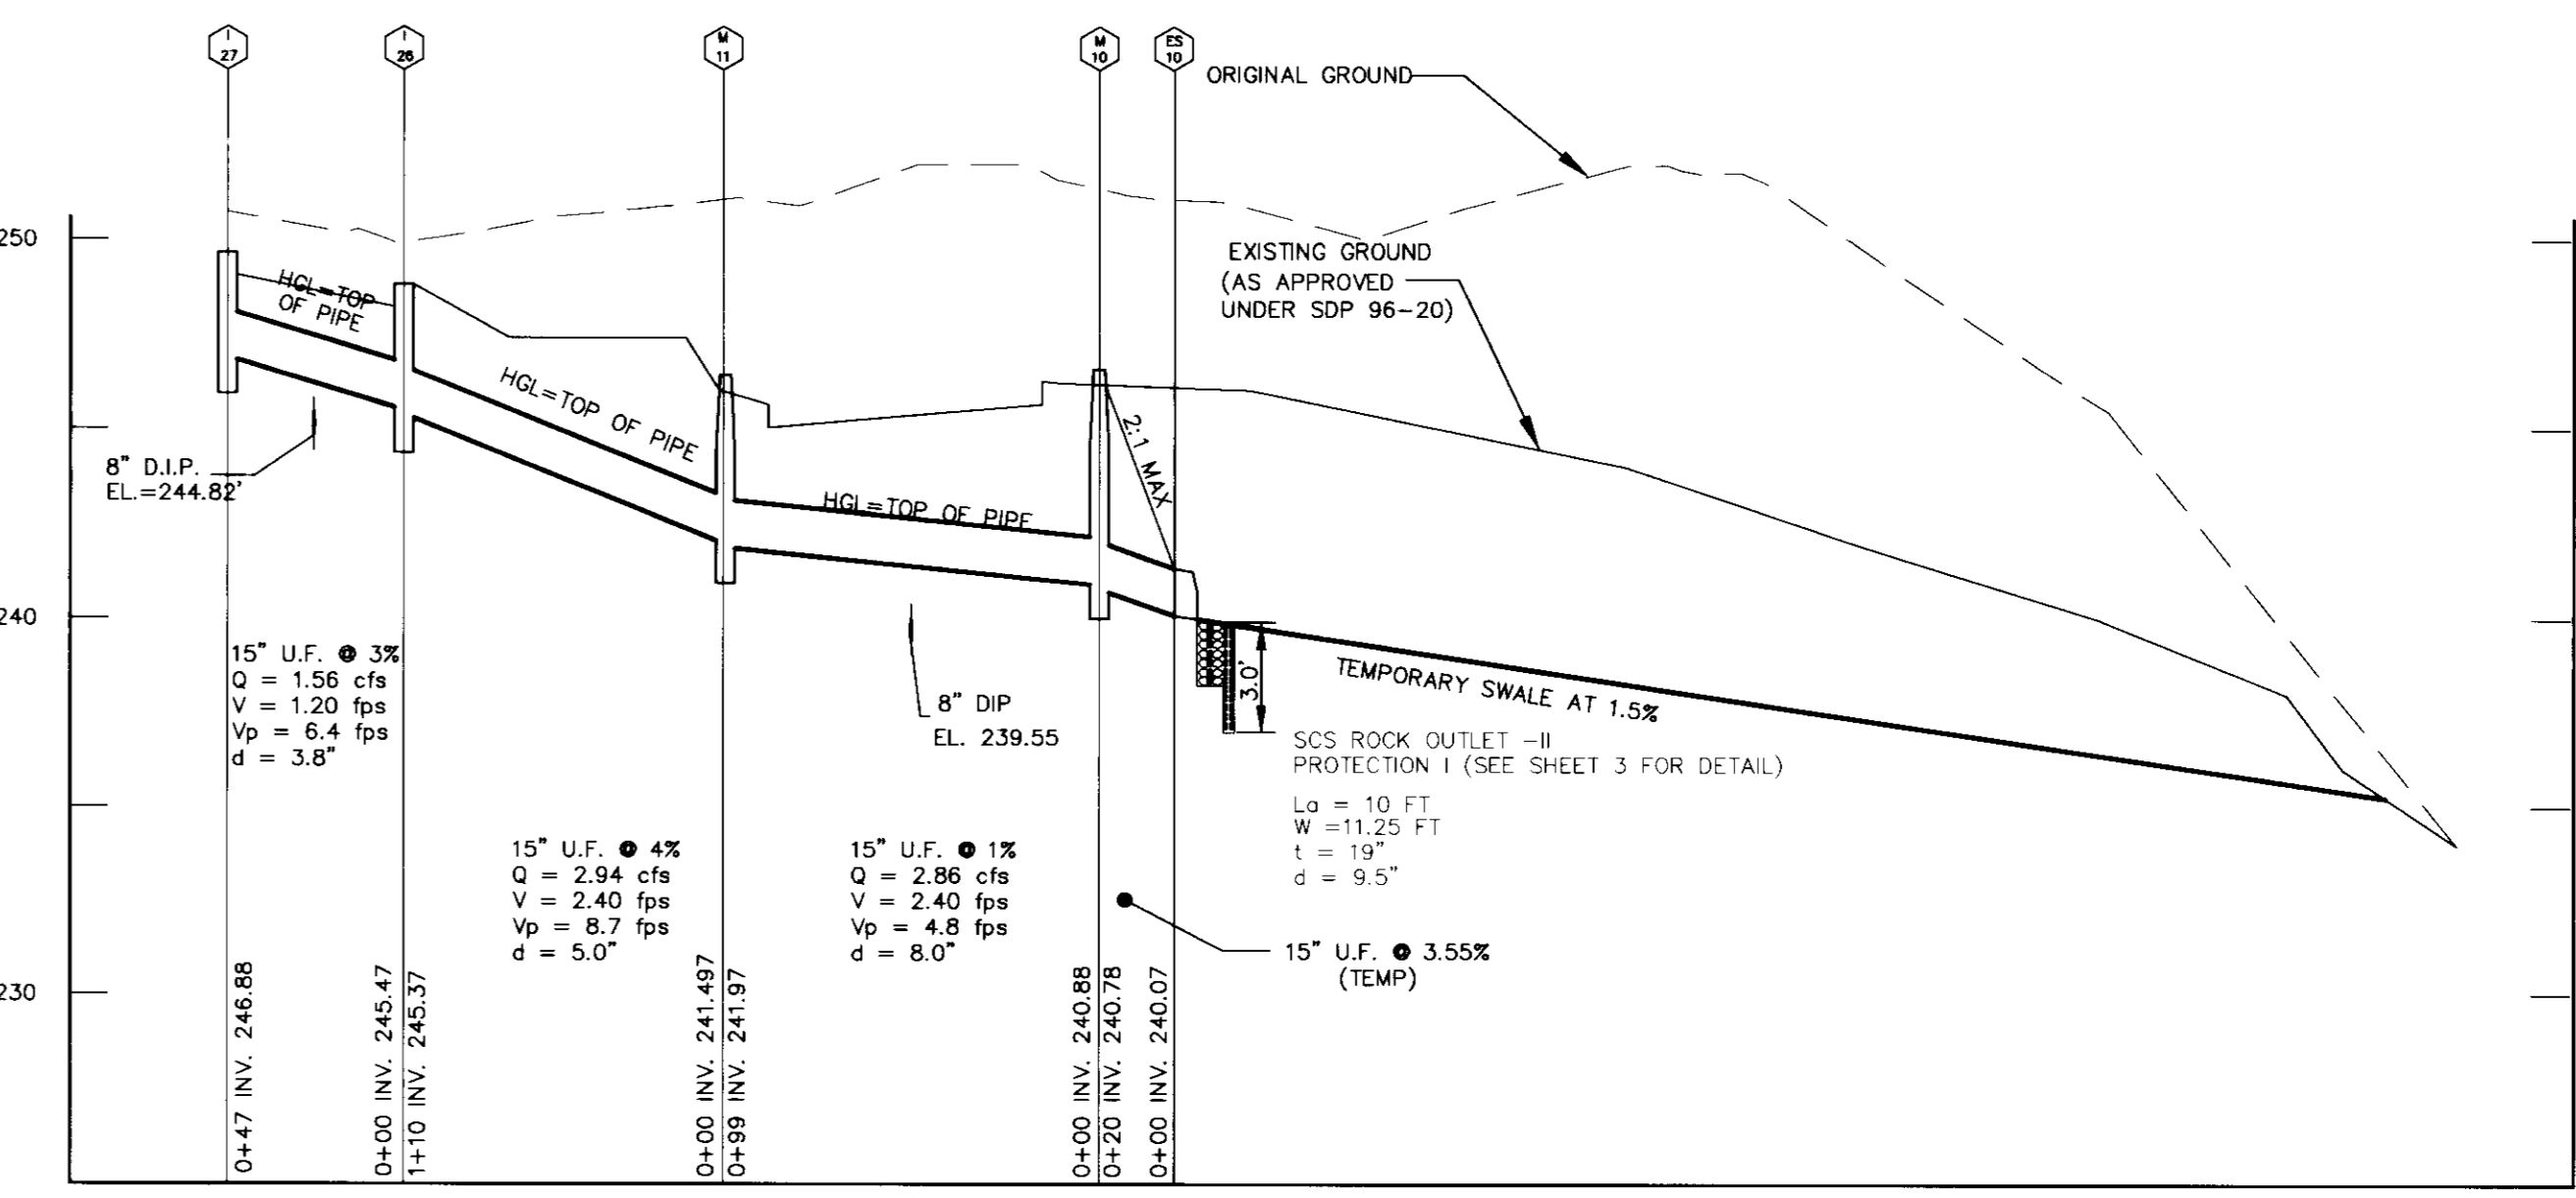 I
27
I
26
M
11
M
10
ES
10
ORIGINAL GROUND
250
EXISTING GROUND
(AS APPROVED
UNDER SDP 96-20)
HGL=TOP
OF PIPE
HGL=TOP OF PIPE
HGL=TOP OF PIPE
2:1 MAX
8" D.I.P.
EL.=244.82'
240
15" U.F. @ 3%
Q = 1.56 cfs
V = 1.20 fps
Vp = 6.4 fps
d = 3.8"
8" DIP
EL. 239.55
3.0'
TEMPORARY SWALE AT 1.5%
SCS ROCK OUTLET -II
PROTECTION I (SEE SHEET 3 FOR DETAIL)
La = 10 FT
W =11.25 FT
t = 19"
d = 9.5"
15" U.F. @ 4%
Q = 2.94 cfs
V = 2.40 fps
Vp = 8.7 fps
d = 5.0"
15" U.F. @ 1%
Q = 2.86 cfs
V = 2.40 fps
Vp = 4.8 fps
d = 8.0"
15" U.F. @ 3.55%
(TEMP)
230
0+47 INV. 246.88
0+00 INV. 245.47
1+10 INV. 245.37
0+00 INV. 241.497
0+99 INV. 241.97
0+00 INV. 240.88
0+20 INV. 240.78
0+00 INV. 240.07